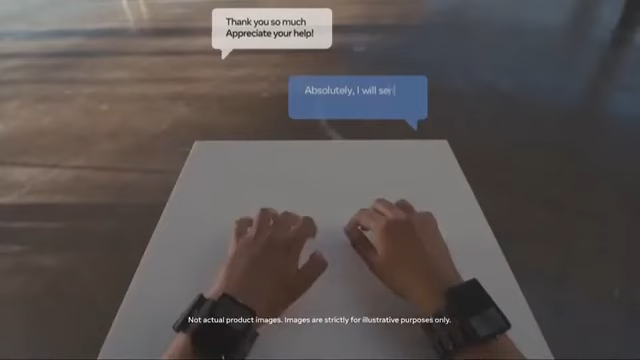 Thank you so much
Appreciate your help!
Absolutely, I will sen
Not actual product images. Images are strictly for illustrative purposes only.